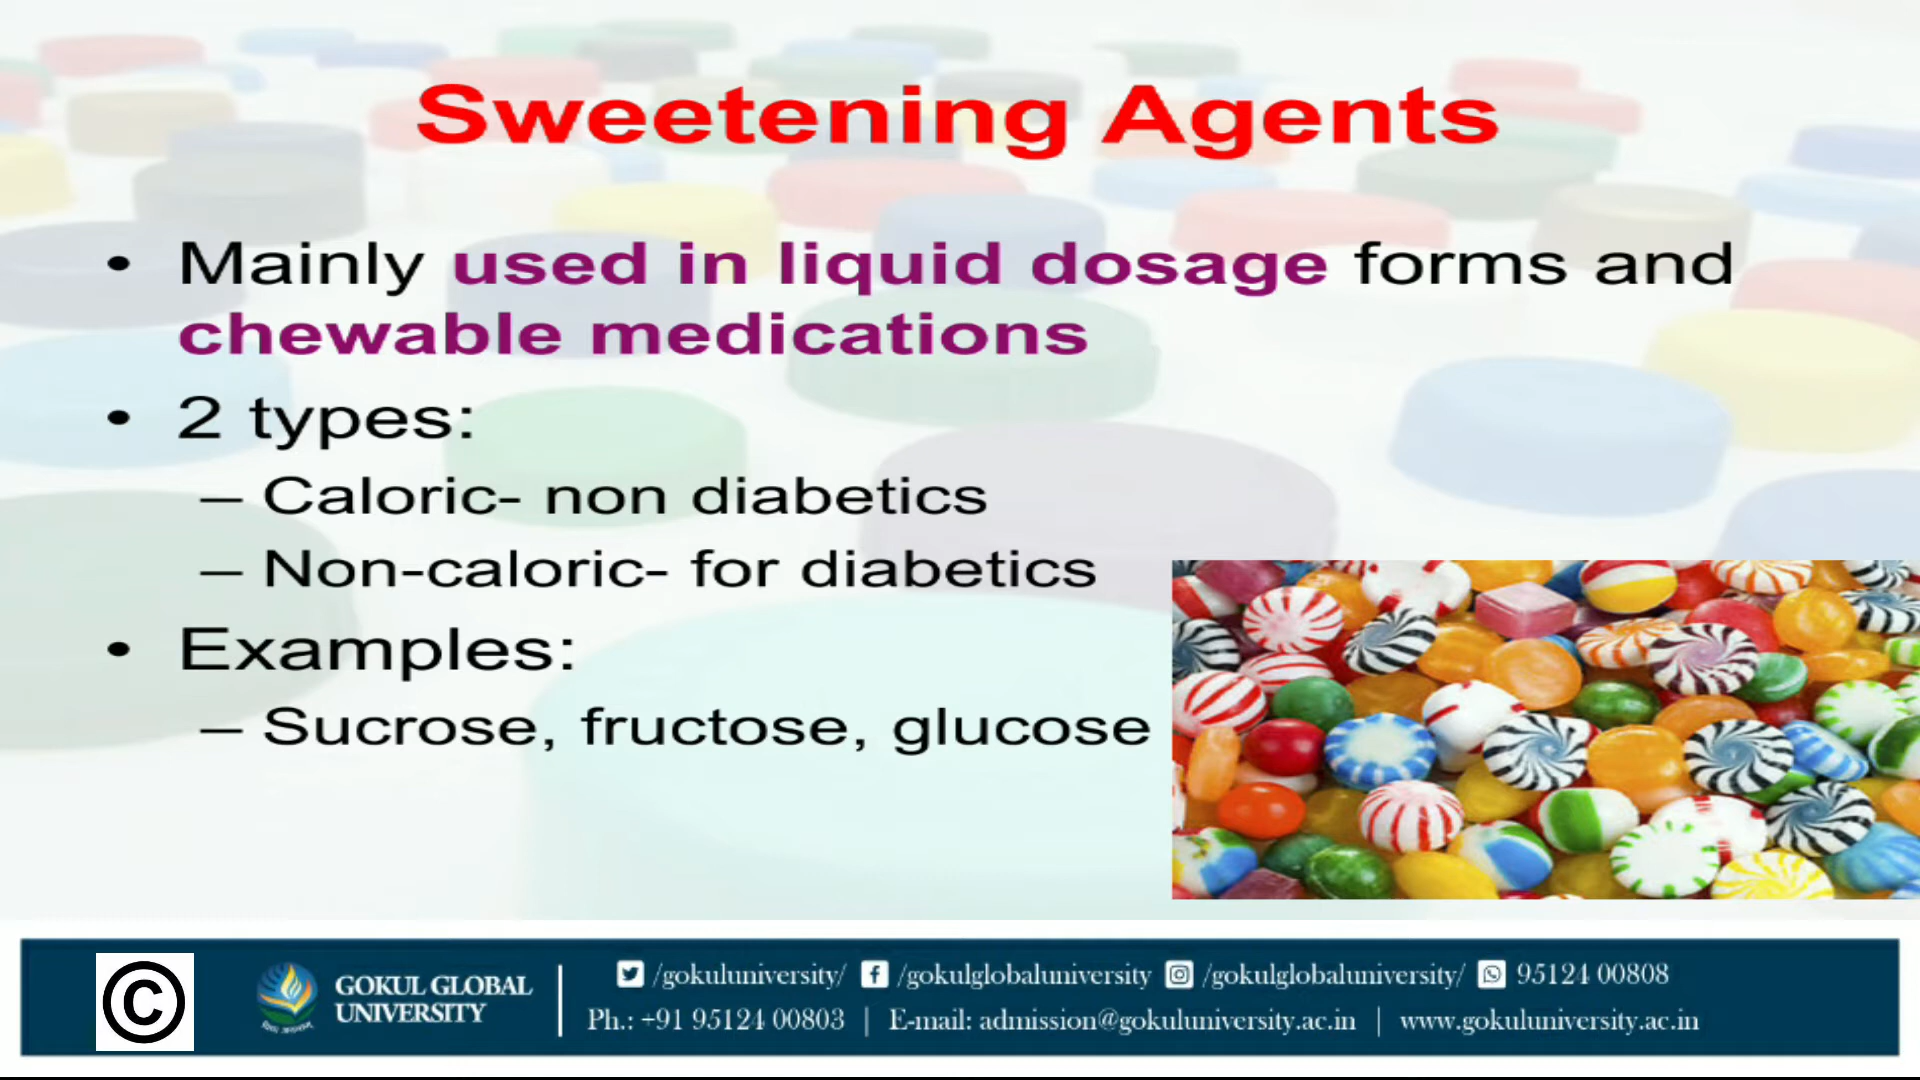 Sweetening Agents
• Mainly used in liquid dosage forms and
chewable medications
• 2 types:
– Caloric- non diabetics
– Non-caloric- for diabetics
• Examples:
– Sucrose, fructose, glucose
©
GOKUL GLOBAL
UNIVERSITY
/gokuluniversity/ /gokulglobaluniversity /gokulglobaluniversity/ 95124 00808
Ph.: +91 95124 00803 | E-mail: admission@gokuluniversity.ac.in | www.gokuluniversity.ac.in